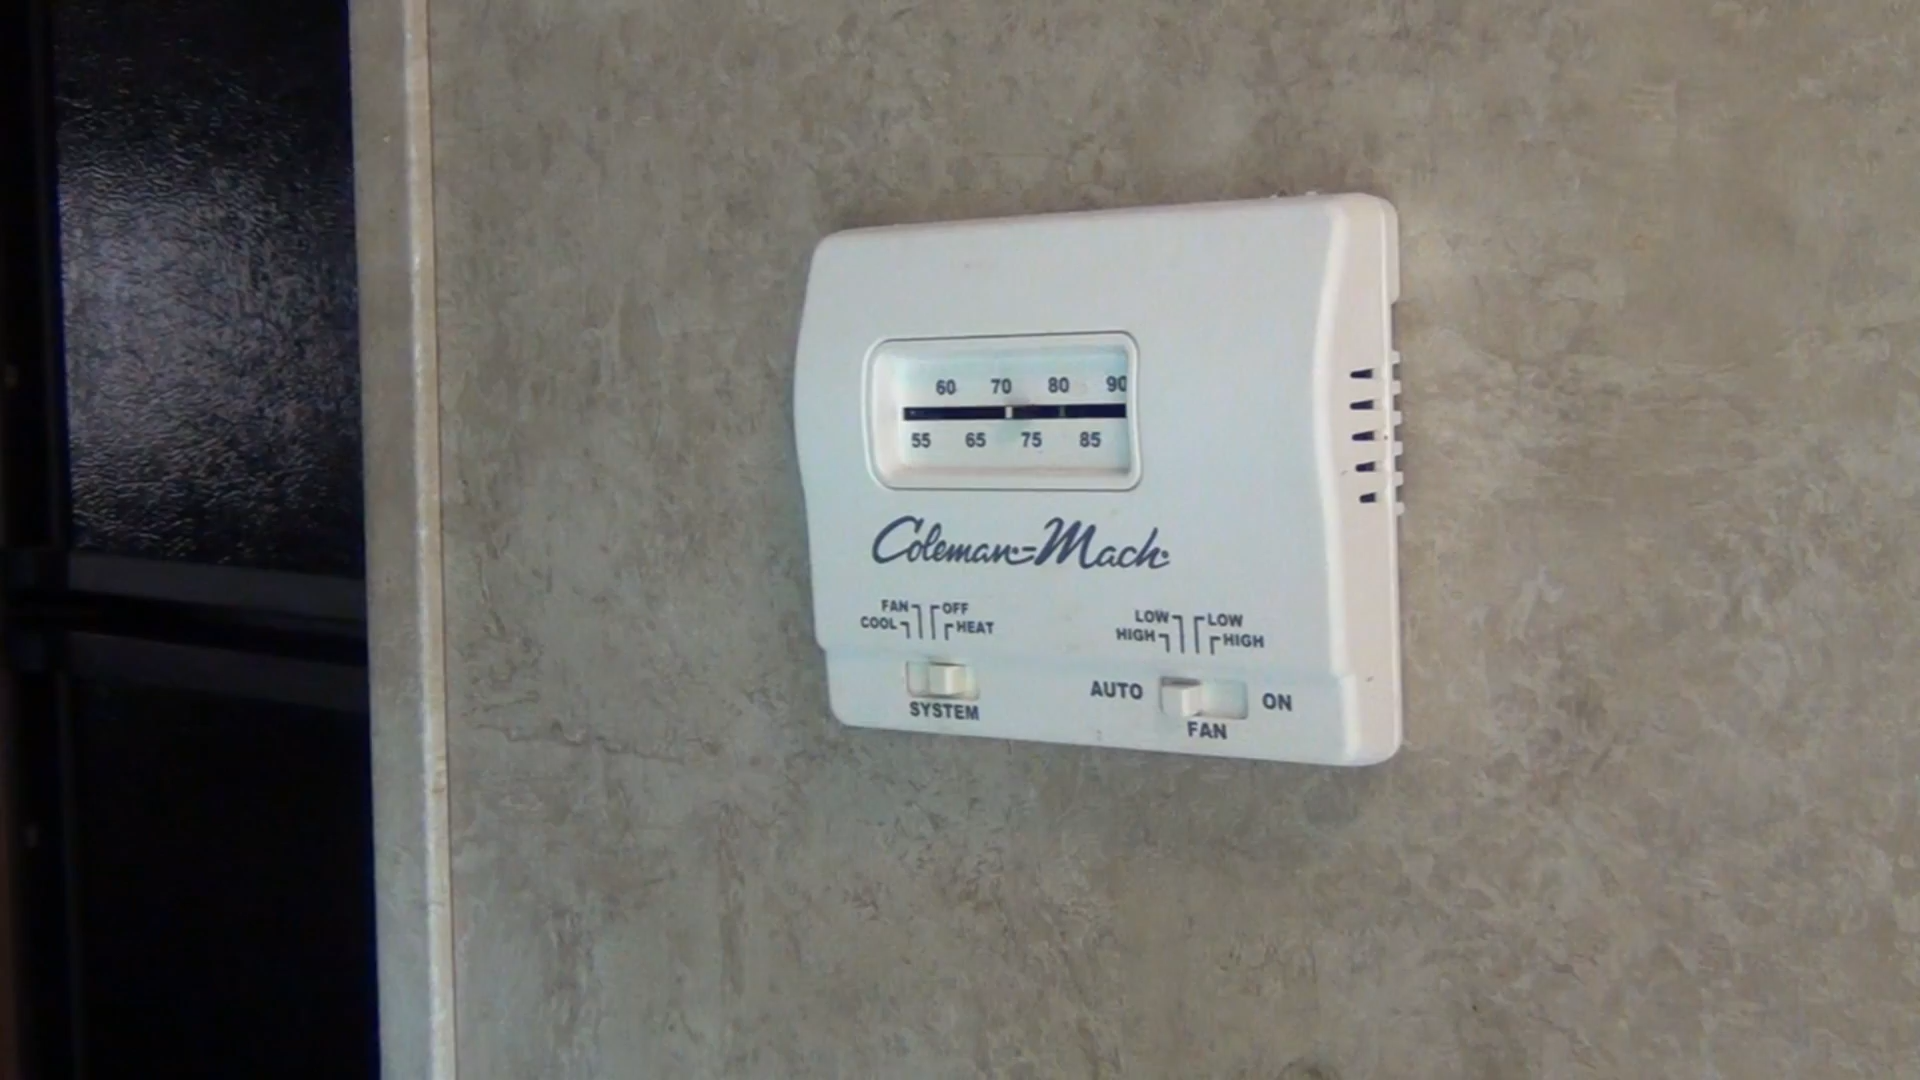 60 70 80 90
55 65 75 85
Coleman-Mach
FAN OFF
COOL HEAT
LOW LOW
HIGH HIGH
AUTO ON
SYSTEM
FAN